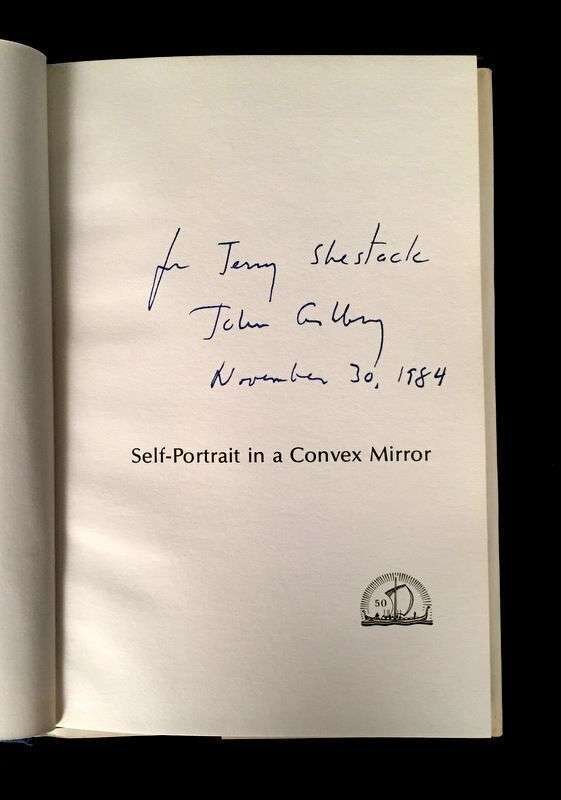 for Jerry Shestack
John Ashbery
November 30, 1984
Self-Portrait in a Convex Mirror
50